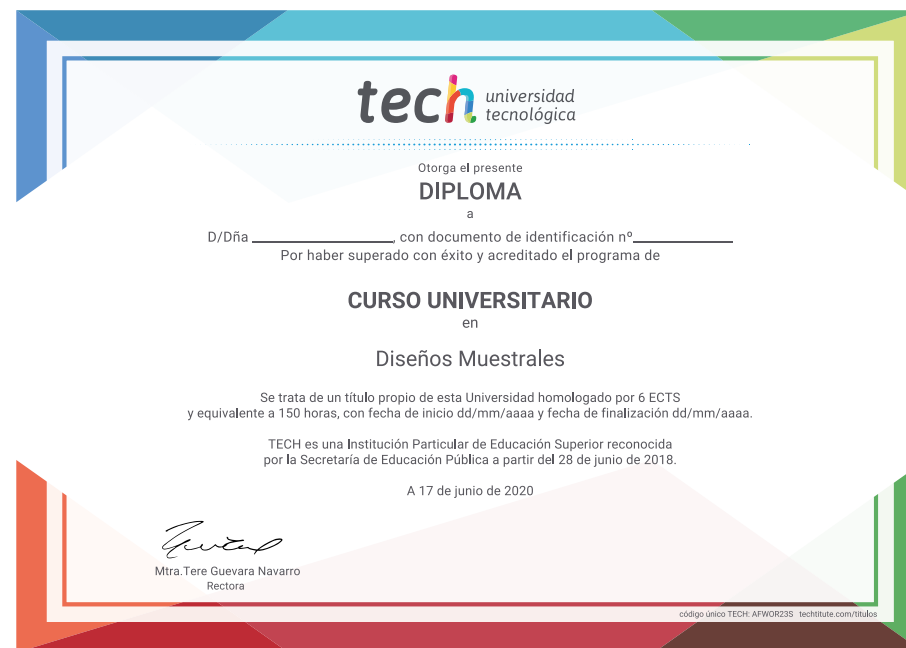 tech universidad
tecnológica
Otorga el presente
DIPLOMA
a
D/Dña ____________________, con documento de identificación nº______________
Por haber superado con éxito y acreditado el programa de
CURSO UNIVERSITARIO
en
Diseños Muestrales
Se trata de un título propio de esta Universidad homologado por 6 ECTS
y equivalente a 150 horas, con fecha de inicio dd/mm/aaaa y fecha de finalización dd/mm/aaaa.
TECH es una Institución Particular de Educación Superior reconocida
por la Secretaría de Educación Pública a partir del 28 de junio de 2018.
A 17 de junio de 2020
Mtra.Tere Guevara Navarro
Rectora
código único TECH: AFWOR23S techtitute.com/titulos